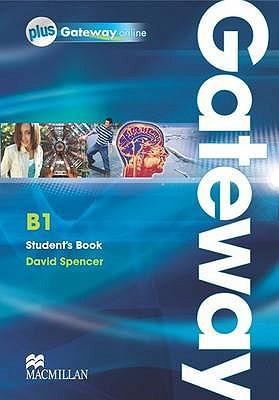 plus Gateway online
Gateway
B1
Student's Book
David Spencer
MACMILLAN